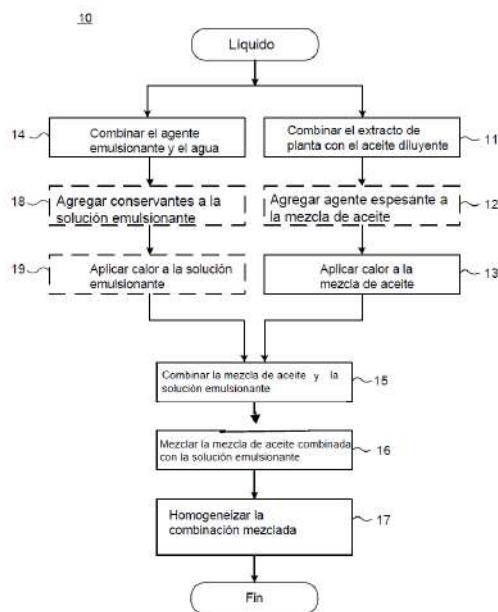 10
Líquido
14
Combinar el agente
emulsionante y el agua
Combinar el extracto de
planta con el aceite diluyente
11
18
Agregar conservantes a la
solución emulsionante
Agregar agente espesante a
la mezcla de aceite
12
19
Aplicar calor a la solución
emulsionante
Aplicar calor a la
mezcla de aceite
13
Combinar la mezcla de aceite y la
solución emulsionante
15
Mezclar la mezcla de aceite combinada
con la solución emulsionante
16
Homogeneizar la
combinación mezclada
17
Fin